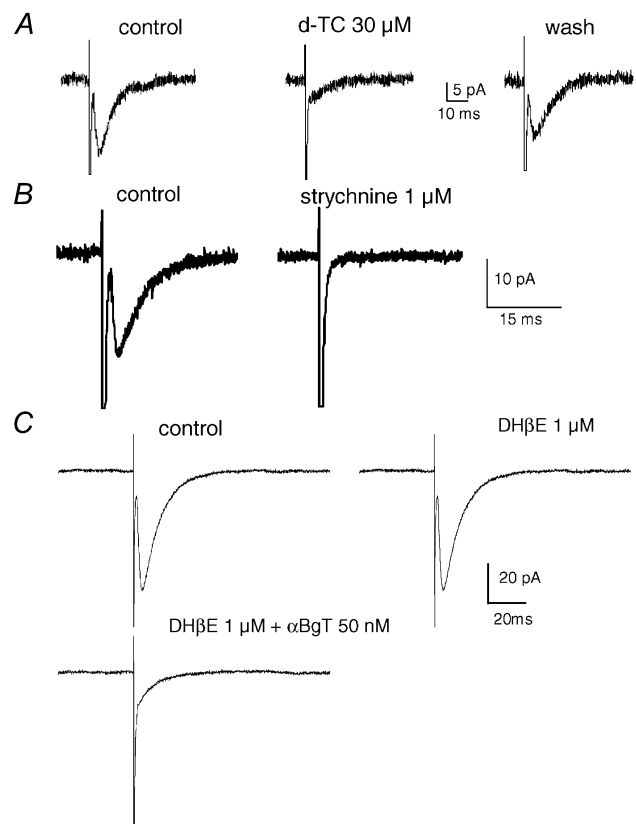 A
control
d-TC 30 µM
wash
5 pA
10 ms
B
control
strychnine 1 µM
10 pA
15 ms
C
control
DHβE 1 µM
20 pA
20ms
DHβE 1 µM + αBgT 50 nM